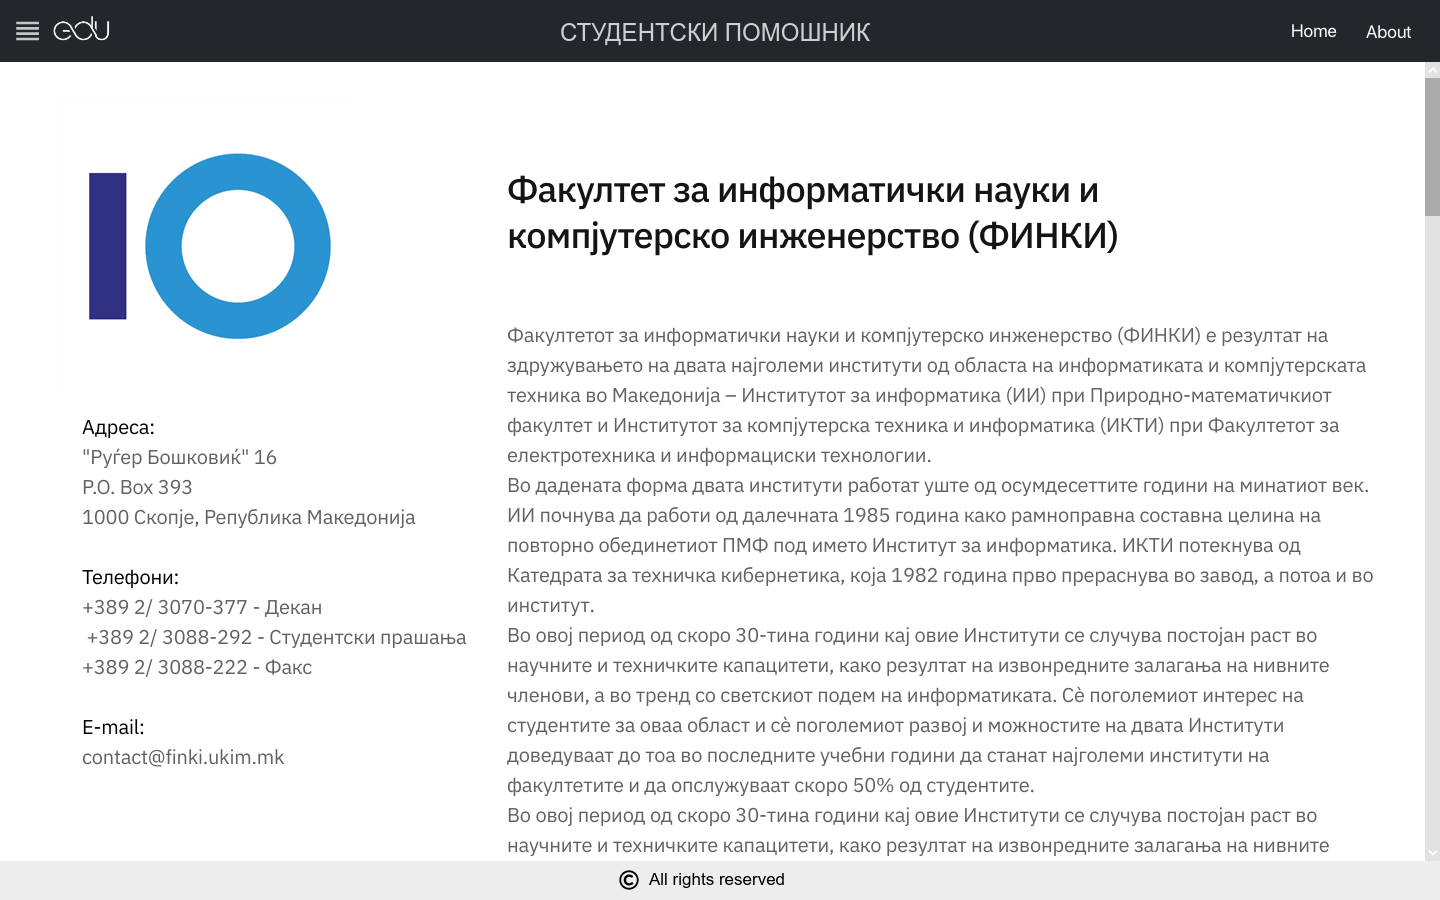 edu
СТУДЕНТСКИ ПОМОШНИК
Home
About
Факултет за информатички науки и
компјутерско инженерство (ФИНКИ)
Адреса:
"Руѓер Бошковиќ" 16
P.O. Box 393
1000 Скопје, Република Македонија
Телефони:
+389 2/ 3070-377 - Декан
+389 2/ 3088-292 - Студентски прашања
+389 2/ 3088-222 - Факс
E-mail:
contact@finki.ukim.mk
Факултетот за информатички науки и компјутерско инженерство (ФИНКИ) е резултат на
здружувањето на двата најголеми институти од областа на информатиката и компјутерската
техника во Македонија – Институтот за информатика (ИИ) при Природно-математичкиот
факултет и Институтот за компјутерска техника и информатика (ИКТИ) при Факултетот за
електротехника и информациски технологии.
Во дадената форма двата институти работат уште од осумдесеттите години на минатиот век.
ИИ почнува да работи од далечната 1985 година како рамноправна составна целина на
повторно обединетиот ПМФ под името Институт за информатика. ИКТИ потекнува од
Катедрата за техничка кибернетика, која 1982 година прво прераснува во завод, а потоа и во
институт.
Во овој период од скоро 30-тина години кај овие Институти се случува постојан раст во
научните и техничките капацитети, како резултат на извонредните залагања на нивните
членови, а во тренд со светскиот подем на информатиката. Сѐ поголемиот интерес на
студентите за оваа област и сѐ поголемиот развој и можностите на двата Институти
доведуваат до тоа во последните учебни години да станат најголеми институти на
факултетите и да опслужуваат скоро 50% од студентите.
Во овој период од скоро 30-тина години кај овие Институти се случува постојан раст во
научните и техничките капацитети, како резултат на извонредните залагања на нивните
© All rights reserved